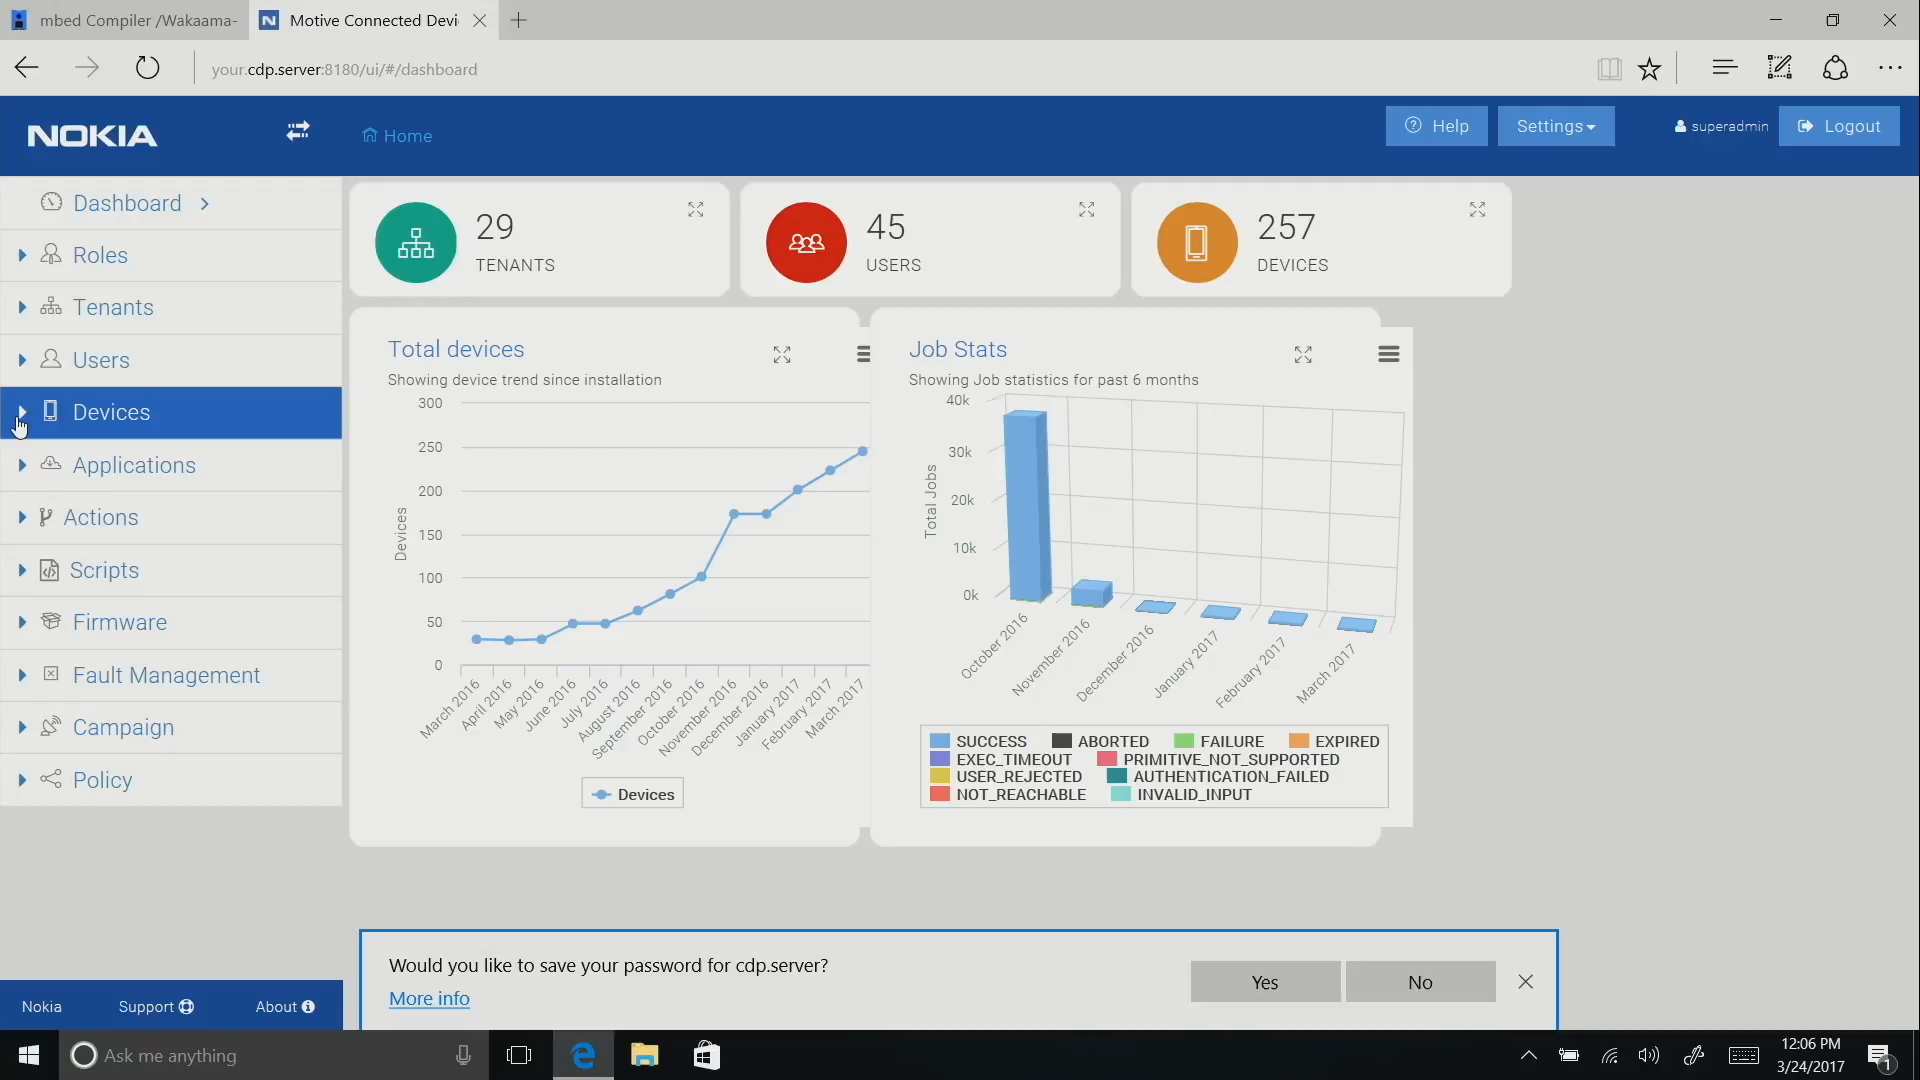 mbed Compiler /Wakaama-
N Motive Connected Devi
your.cdp.server:8180/ui/#/dashboard
NOKIA
Home
Help
Settings
superadmin
Logout
Dashboard
Roles
Tenants
Users
Devices
Applications
Actions
Scripts
Firmware
Fault Management
Campaign
Policy
29
TENANTS
45
USERS
257
DEVICES
Total devices
Showing device trend since installation
300
250
200
150
100
50
0
Devices
March 2016
April 2016
May 2016
June 2016
July 2016
August 2016
September 2016
October 2016
November 2016
December 2016
January 2017
February 2017
March 2017
Devices
Job Stats
Showing Job statistics for past 6 months
40k
30k
20k
10k
0k
Total Jobs
October 2016
November 2016
December 2016
January 2017
February 2017
March 2017
SUCCESS ABORTED FAILURE EXPIRED
EXEC_TIMEOUT PRIMITIVE_NOT_SUPPORTED
USER_REJECTED AUTHENTICATION_FAILED
NOT_REACHABLE INVALID_INPUT
Would you like to save your password for cdp.server?
More info
Yes
No
Nokia
Support
About
Ask me anything
12:06 PM
3/24/2017
1